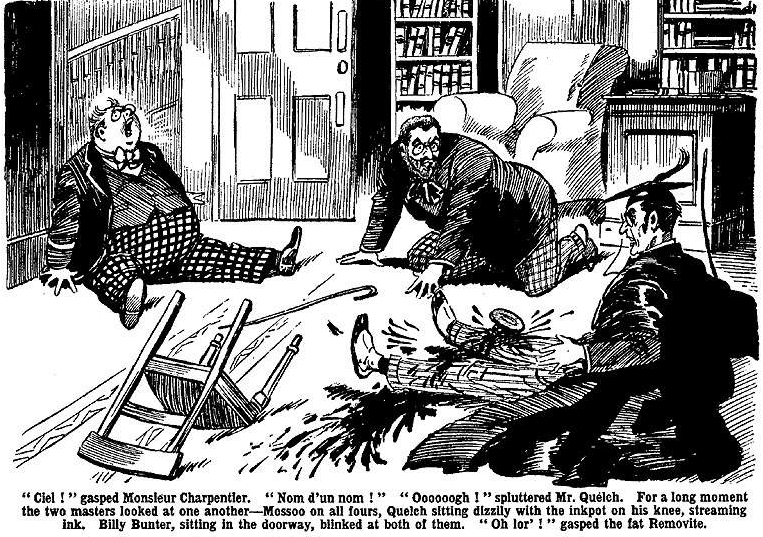 “ Ciel ! ” gasped Monsieur Charpentier. “ Nom d'un nom ! ” “ Oooooogh ! ” spluttered Mr. Quelch. For a long moment
the two masters looked at one another—Mossoo on all fours, Quelch sitting dizzily with the inkpot on his knee, streaming
ink. Billy Bunter, sitting in the doorway, blinked at both of them. “ Oh lor' ! ” gasped the fat Removite.